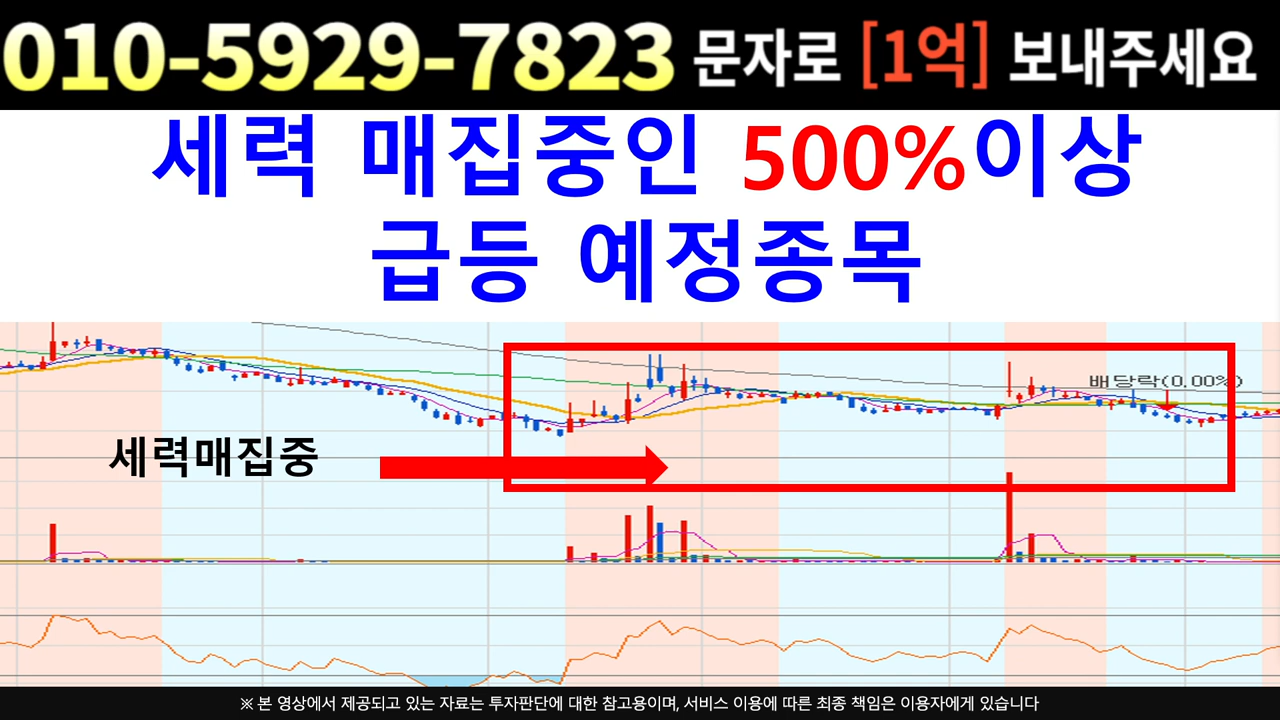 010-5929-7823 문자로 [1억] 보내주세요
세력 매집중인 500%이상
급등 예정종목
배당락(0,00%)
세력매집중
※ 본 영상에서 제공되고 있는 자료는 투자판단에 대한 참고용이며, 서비스 이용에 따른 최종 책임은 이용자에게 있습니다